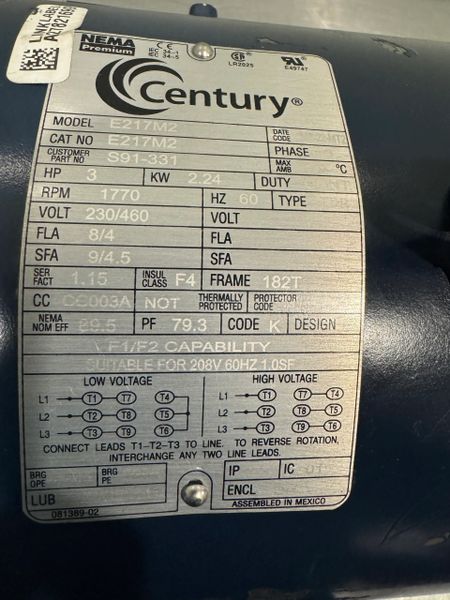 LINKLABEL
NEMA
Premium
LR2025
E49747
Century®
MODEL E217M2
DATE CODE
CAT NO E217M2
PHASE
CUSTOMER PART NO S91-331
MAX AMB °C
HP 3 KW 2.24 DUTY
RPM 1770 HZ 60 TYPE
VOLT 230/460 VOLT
FLA 8/4 FLA
SFA 9/4.5 SFA
SER FACT 1.15 INSUL CLASS F4 FRAME 182T
CC CC003A NOT THERMALLY PROTECTED PROTECTOR CODE
NEMA NOM EFF 89.5 PF 79.3 CODE K DESIGN
F1/F2 CAPABILITY
SUITABLE FOR 208V 60HZ 1.0SF
LOW VOLTAGE HIGH VOLTAGE
L1 T1 T7 T4 L1 T1 T7 T4
L2 T2 T8 T5 L2 T2 T8 T5
L3 T3 T9 T6 L3 T3 T9 T6
CONNECT LEADS T1-T2-T3 TO LINE. TO REVERSE ROTATION,
INTERCHANGE ANY TWO LINE LEADS.
BRG OPE BRG PE IP IC 01
LUB ENCL
081389-02 ASSEMBLED IN MEXICO